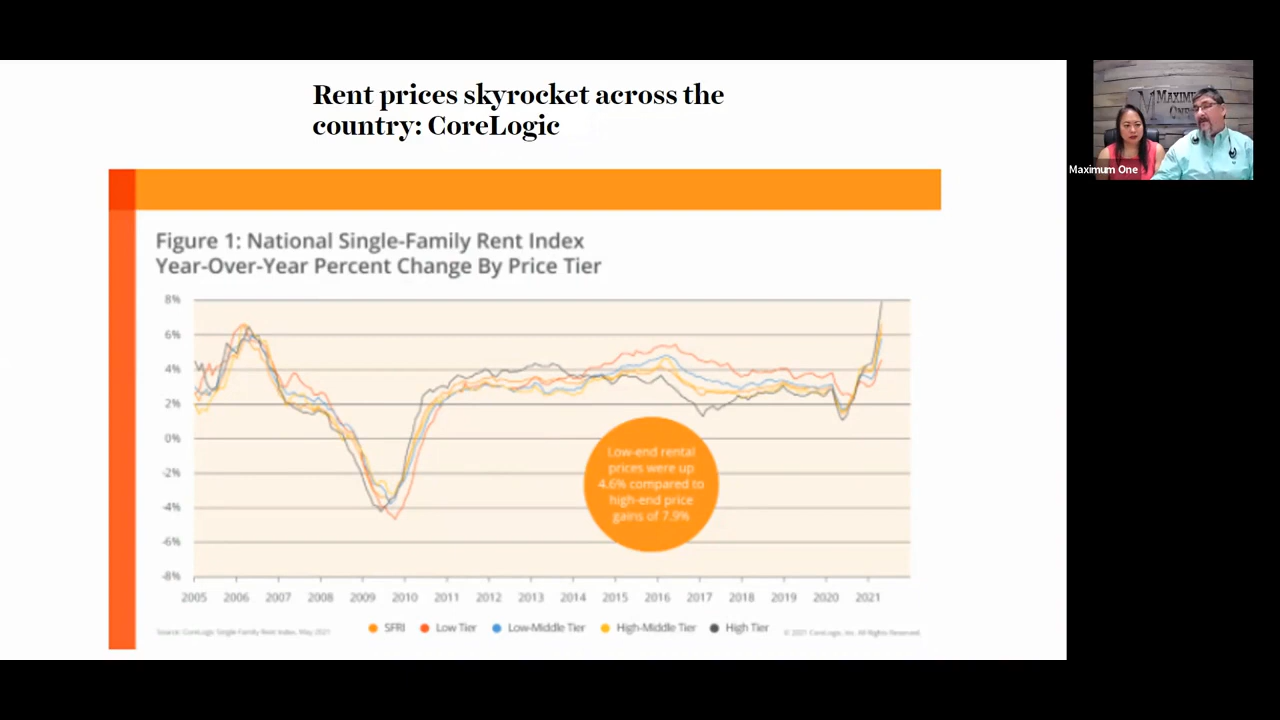 Rent prices skyrocket across the
country: CoreLogic
Figure 1: National Single-Family Rent Index
Year-Over-Year Percent Change By Price Tier
8%
6%
4%
2%
0%
-2%
-4%
-6%
-8%
Low-end rental
prices were up
4.6% compared to
high-end price
gains of 7.9%
2005 2006 2007 2008 2009 2010 2011 2012 2013 2014 2015 2016 2017 2018 2019 2020 2021
SFRI Low Tier Low-Middle Tier High-Middle Tier High Tier
Source: CoreLogic Single-Family Rent Index, May 2021
© 2021 CoreLogic, Inc. All Rights Reserved.
MAXIM
ONE
Maximum One